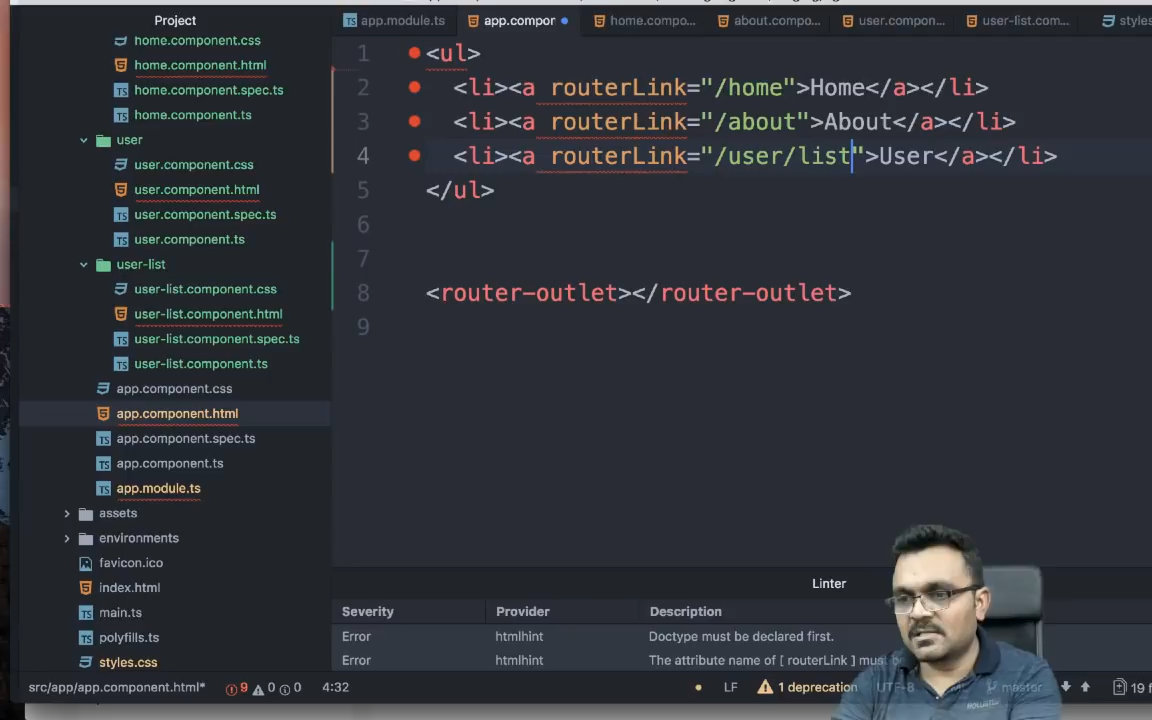 Project
home.component.css
home.component.html
home.component.spec.ts
home.component.ts
user
user.component.css
user.component.html
user.component.spec.ts
user.component.ts
user-list
user-list.component.css
user-list.component.html
user-list.component.spec.ts
user-list.component.ts
app.component.css
app.component.html
app.component.spec.ts
app.component.ts
app.module.ts
assets
environments
favicon.ico
index.html
main.ts
polyfills.ts
styles.css
app.module.ts app.compor home.compo... about.compo... user.compon... user-list.com... styles
1 <ul>
2 <li><a routerLink="/home">Home</a></li>
3 <li><a routerLink="/about">About</a></li>
4 <li><a routerLink="/user/list">User</a></li>
5 </ul>
6
7
8 <router-outlet></router-outlet>
9
Linter
Severity Provider Description
Error htmlhint Doctype must be declared first.
Error htmlhint The attribute name of [ routerLink ] must
src/app/app.component.html* 9 0 0 4:32 LF 1 deprecation UTF-8 master 19 f